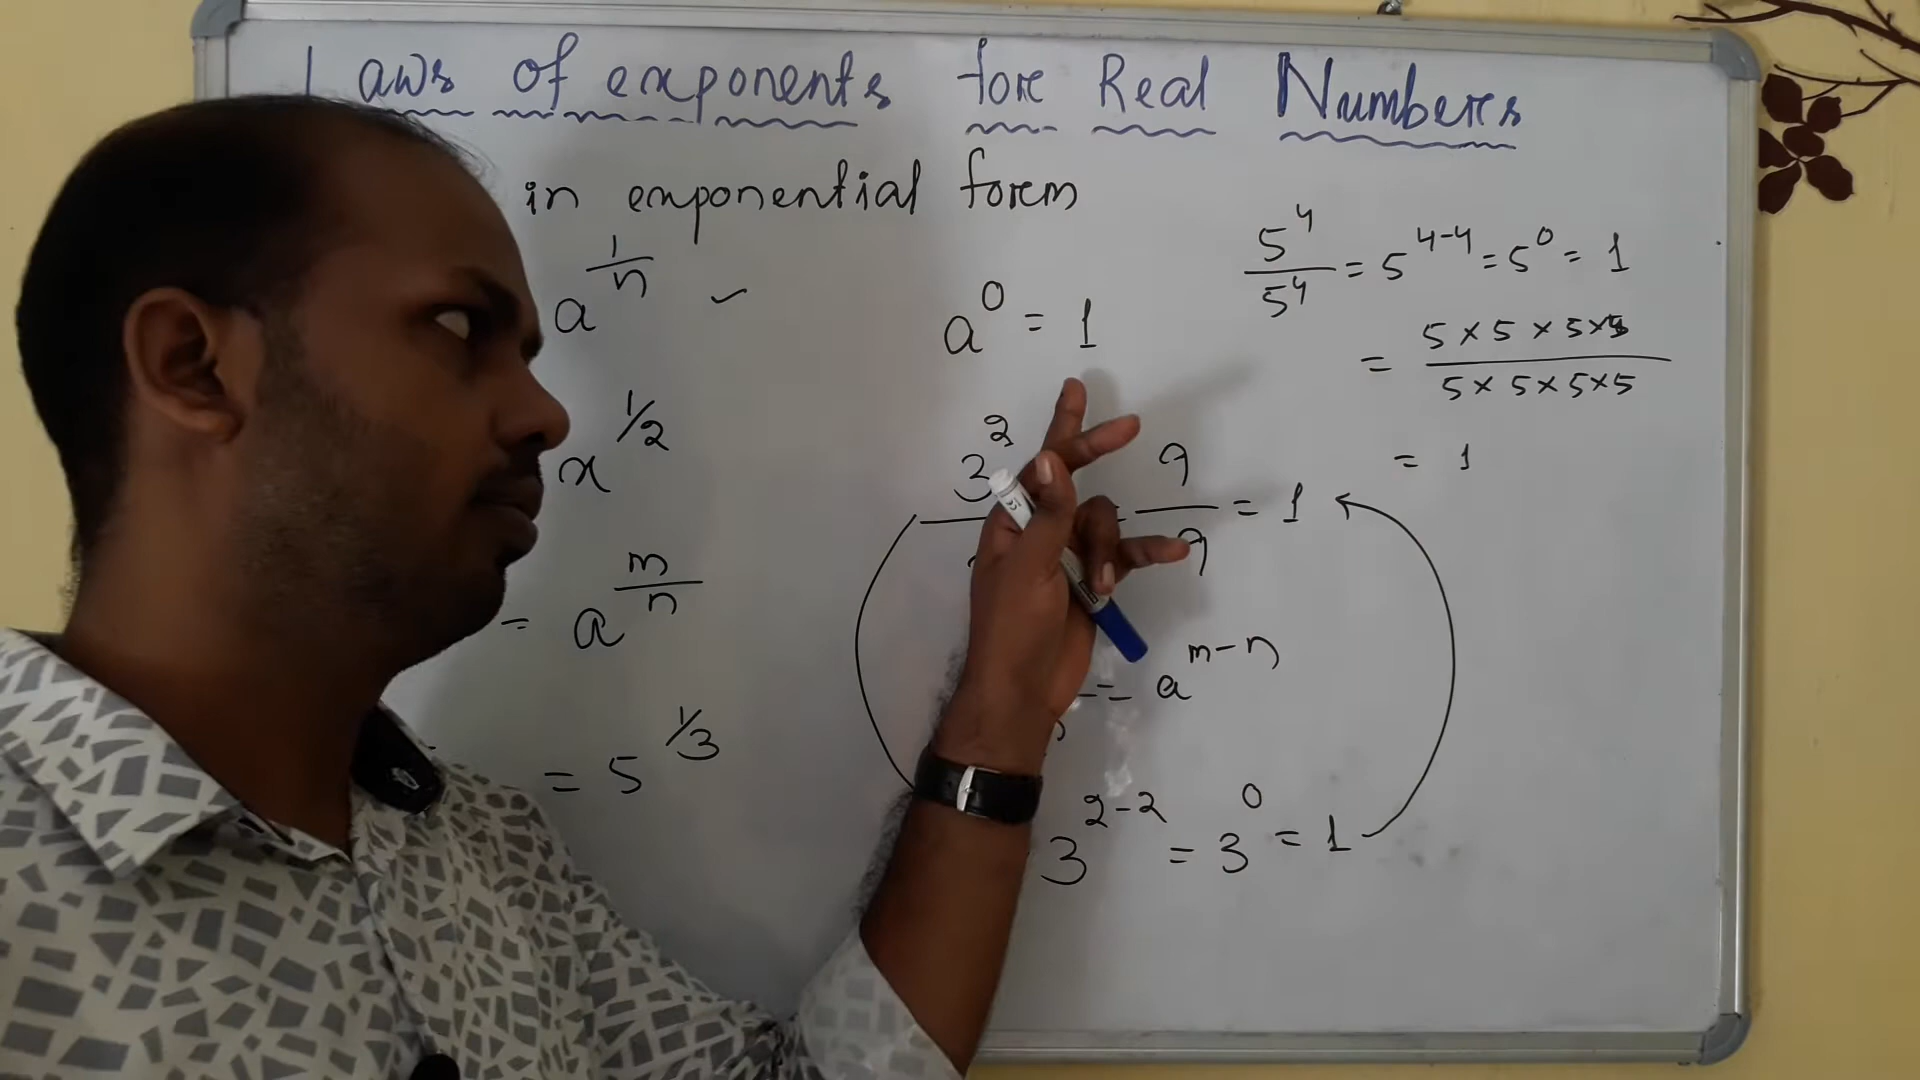 Laws of exponents for Real Numbers
in exponential form
a^{1/n}
x^{1/2}
= a^{m/n}
= 5^{1/3}
a^0 = 1
3^2
9/9 = 1
= a^{m-n}
3^{2-2} = 3^0 = 1
5^4/5^4 = 5^{4-4} = 5^0 = 1
= 5 × 5 × 5 × 5 / 5 × 5 × 5 × 5
= 1